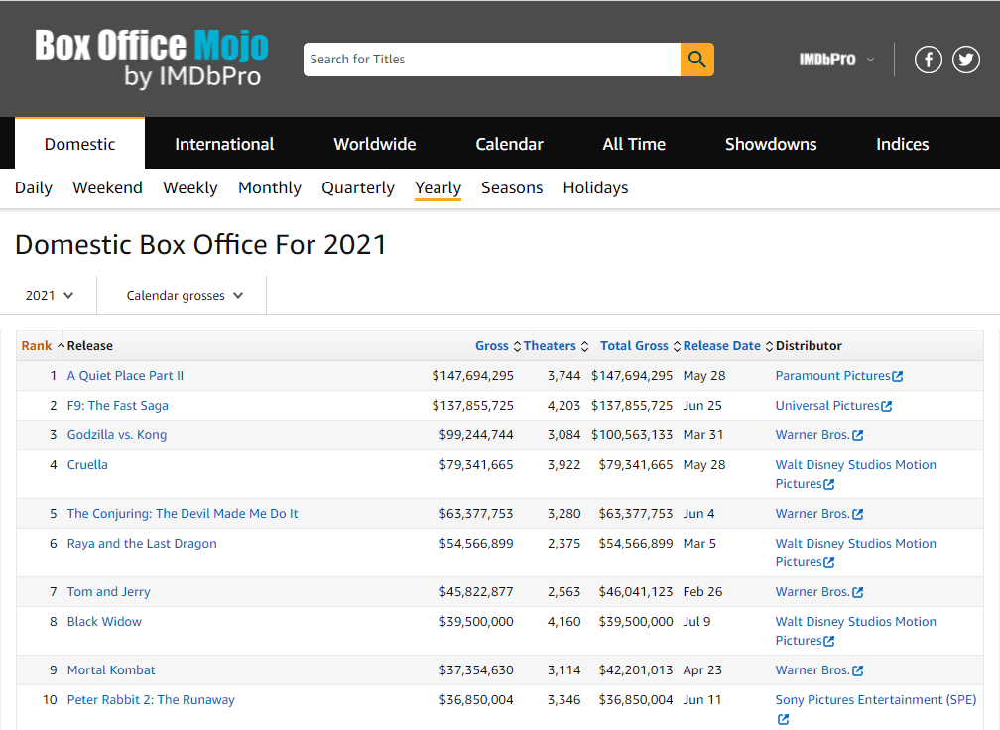 Box Office Mojo
by IMDbPro
Search for Titles
IMDbPro
Domestic International Worldwide Calendar All Time Showdowns Indices
Daily Weekend Weekly Monthly Quarterly Yearly Seasons Holidays
Domestic Box Office For 2021
2021 Calendar grosses
Rank Release Gross Theaters Total Gross Release Date Distributor
1 A Quiet Place Part II $147,694,295 3,744 $147,694,295 May 28 Paramount Pictures
2 F9: The Fast Saga $137,855,725 4,203 $137,855,725 Jun 25 Universal Pictures
3 Godzilla vs. Kong $99,244,744 3,084 $100,563,133 Mar 31 Warner Bros.
4 Cruella $79,341,665 3,922 $79,341,665 May 28 Walt Disney Studios Motion
Pictures
5 The Conjuring: The Devil Made Me Do It $63,377,753 3,280 $63,377,753 Jun 4 Warner Bros.
6 Raya and the Last Dragon $54,566,899 2,375 $54,566,899 Mar 5 Walt Disney Studios Motion
Pictures
7 Tom and Jerry $45,822,877 2,563 $46,041,123 Feb 26 Warner Bros.
8 Black Widow $39,500,000 4,160 $39,500,000 Jul 9 Walt Disney Studios Motion
Pictures
9 Mortal Kombat $37,354,630 3,114 $42,201,013 Apr 23 Warner Bros.
10 Peter Rabbit 2: The Runaway $36,850,004 3,346 $36,850,004 Jun 11 Sony Pictures Entertainment (SPE)